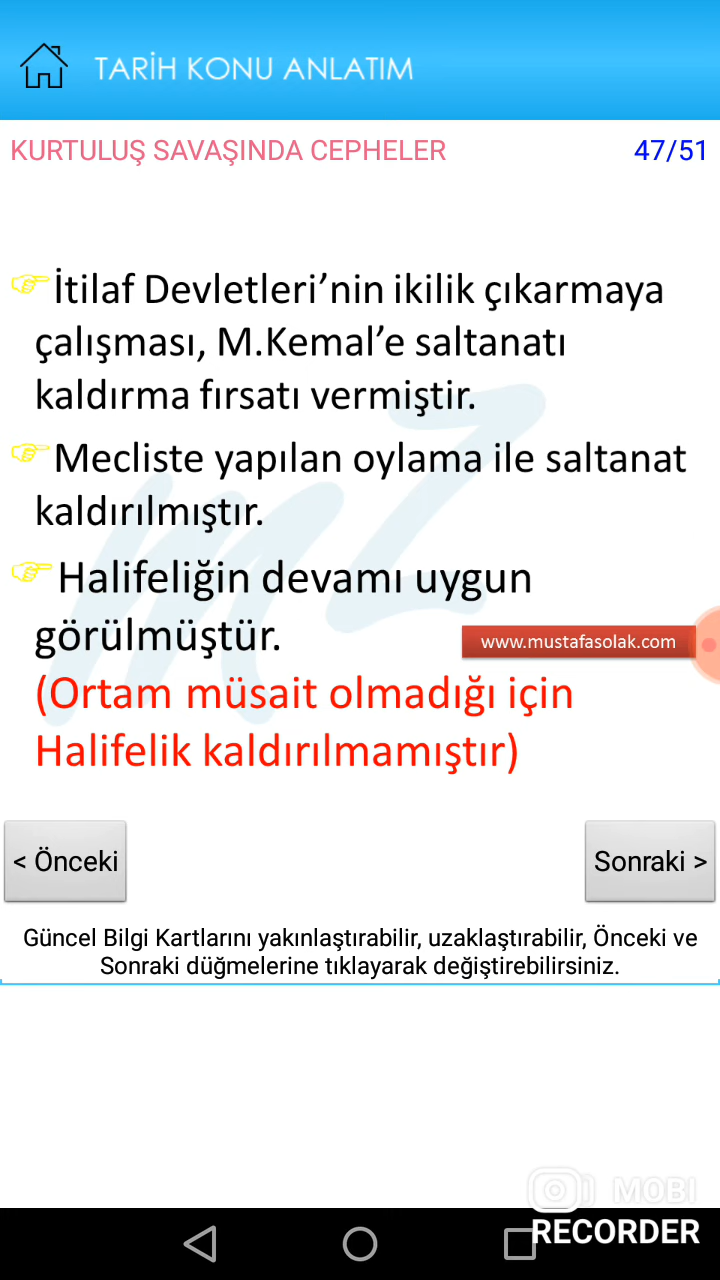 TARİH KONU ANLATIM
KURTULUŞ SAVAŞINDA CEPHELER 47/51
İtilaf Devletleri’nin ikilik çıkarmaya
çalışması, M.Kemal’e saltanatı
kaldırma fırsatı vermiştir.
Mecliste yapılan oylama ile saltanat
kaldırılmıştır.
Halifeliğin devamı uygun
görülmüştür.
www.mustafasolak.com
(Ortam müsait olmadığı için
Halifelik kaldırılmamıştır)
< Önceki
Sonraki >
Güncel Bilgi Kartlarını yakınlaştırabilir, uzaklaştırabilir, Önceki ve
Sonraki düğmelerine tıklayarak değiştirebilirsiniz.
MOBI
RECORDER